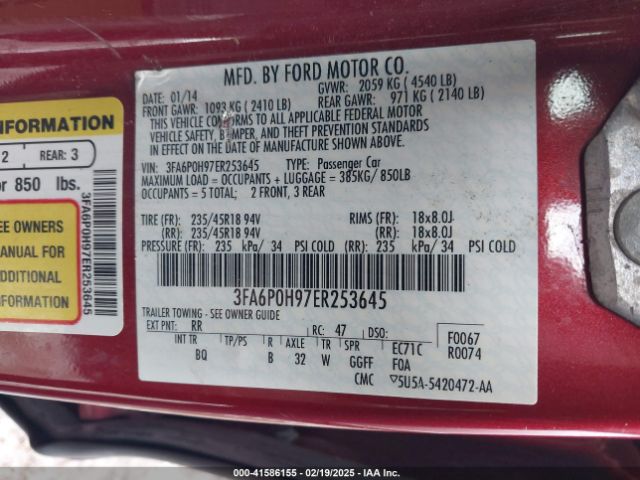 INFORMATION
2 REAR: 3
or 850 lbs.
SEE OWNERS
MANUAL FOR
ADDITIONAL
INFORMATION
3FA6P0H97ER253645
MFD. BY FORD MOTOR CO.
DATE: 01/14 GVWR: 2059 KG ( 4540 LB)
FRONT GAWR: 1093 KG ( 2410 LB) REAR GAWR: 971 KG ( 2140 LB)
THIS VEHICLE CONFORMS TO ALL APPLICABLE FEDERAL MOTOR
VEHICLE SAFETY, BUMPER, AND THEFT PREVENTION STANDARDS
IN EFFECT ON THE DATE OF MANUFACTURE SHOWN ABOVE.
VIN: 3FA6P0H97ER253645 TYPE: Passenger Car
MAXIMUM LOAD = OCCUPANTS + LUGGAGE = 385KG/ 850LB
OCCUPANTS = 5 TOTAL; 2 FRONT, 3 REAR
TIRE (FR): 235/45R18 94V RIMS (FR): 18x8.0J
(RR): 235/45R18 94V (RR): 18x8.0J
PRESSURE (FR): 235 kPa/ 34 PSI COLD (RR): 235 kPa/ 34 PSI COLD
3FA6P0H97ER253645
TRAILER TOWING - SEE OWNER GUIDE
EXT PNT: RR RC: 47 DSO: F0067
INT TR TP/PS R AXLE TR SPR EC71C R0074
BQ B 32 W GGFF F0A
CMC 5U5A-5420472-AA
©COPY: 41586155 — 02/19/2025 — IAA Inc.